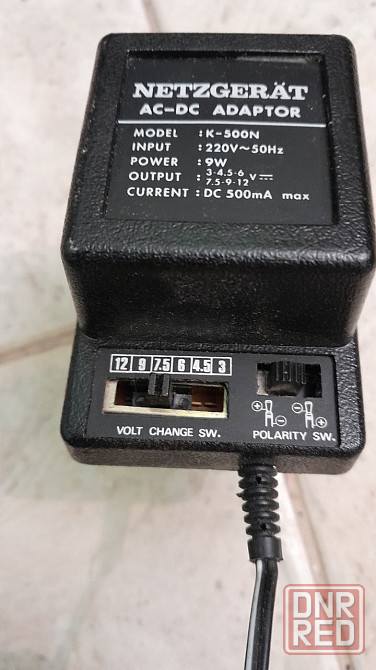 NETZGERÄT
AC-DC ADAPTOR
MODEL : K-500N
INPUT : 220V~50Hz
POWER : 9W
OUTPUT : 3-4.5-6 7.5-9-12 V⎓
CURRENT : DC 500mA max
12 9 7.5 6 4.5 3
+ - - +
VOLT CHANGE SW. POLARITY SW.
DNR
RED